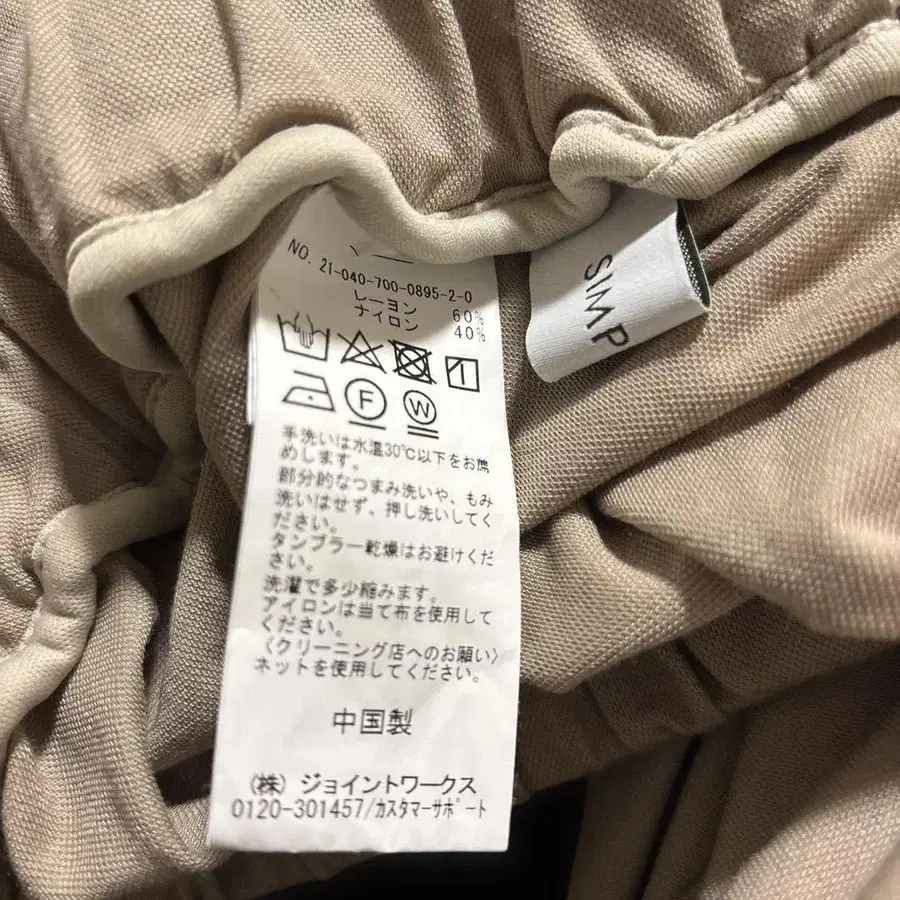 NO. 21-040-700-0895-2-0
レーヨン 60%
ナイロン 40%
1
F W
手洗いは水温30℃以下をお薦
めします。
部分的なつまみ洗いや、もみ
洗いはせず、押し洗いしてく
ださい。
タンブラー乾燥はお避けくだ
さい。
洗濯で多少縮みます。
アイロンは当て布を使用して
ください。
〈クリーニング店へのお願い〉
ネットを使用してください。
中国製
(株) ジョイントワークス
0120-301457/カスタマーサポート
SIMP